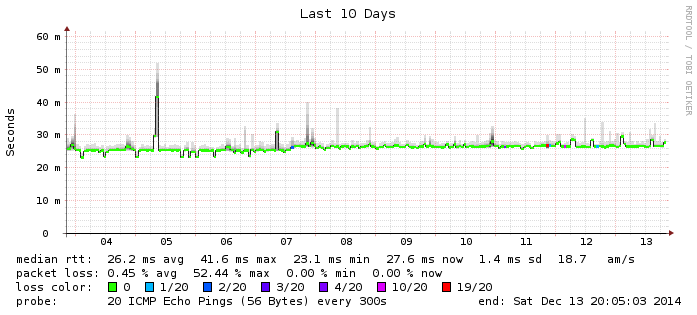 Last 10 Days
RRDTOOL / TOBI OETIKER
Seconds
60 m
50 m
40 m
30 m
20 m
10 m
0
04 05 06 07 08 09 10 11 12 13
median rtt: 26.2 ms avg 41.6 ms max 23.1 ms min 27.6 ms now 1.4 ms sd 18.7 am/s
packet loss: 0.45 % avg 52.44 % max 0.00 % min 0.00 % now
loss color: 0 1/20 2/20 3/20 4/20 10/20 19/20
probe: 20 ICMP Echo Pings (56 Bytes) every 300s end: Sat Dec 13 20:05:03 2014